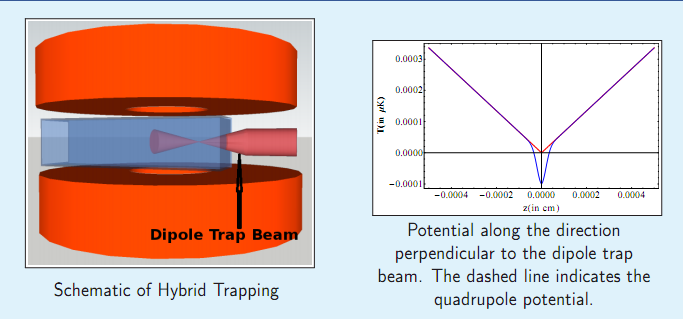 Dipole Trap Beam
Schematic of Hybrid Trapping
T(in μK)
0.0003
0.0002
0.0001
0.0000
−0.0001
−0.0004 −0.0002 0.0000 0.0002 0.0004
z(in cm)
Potential along the direction
perpendicular to the dipole trap
beam. The dashed line indicates the
quadrupole potential.